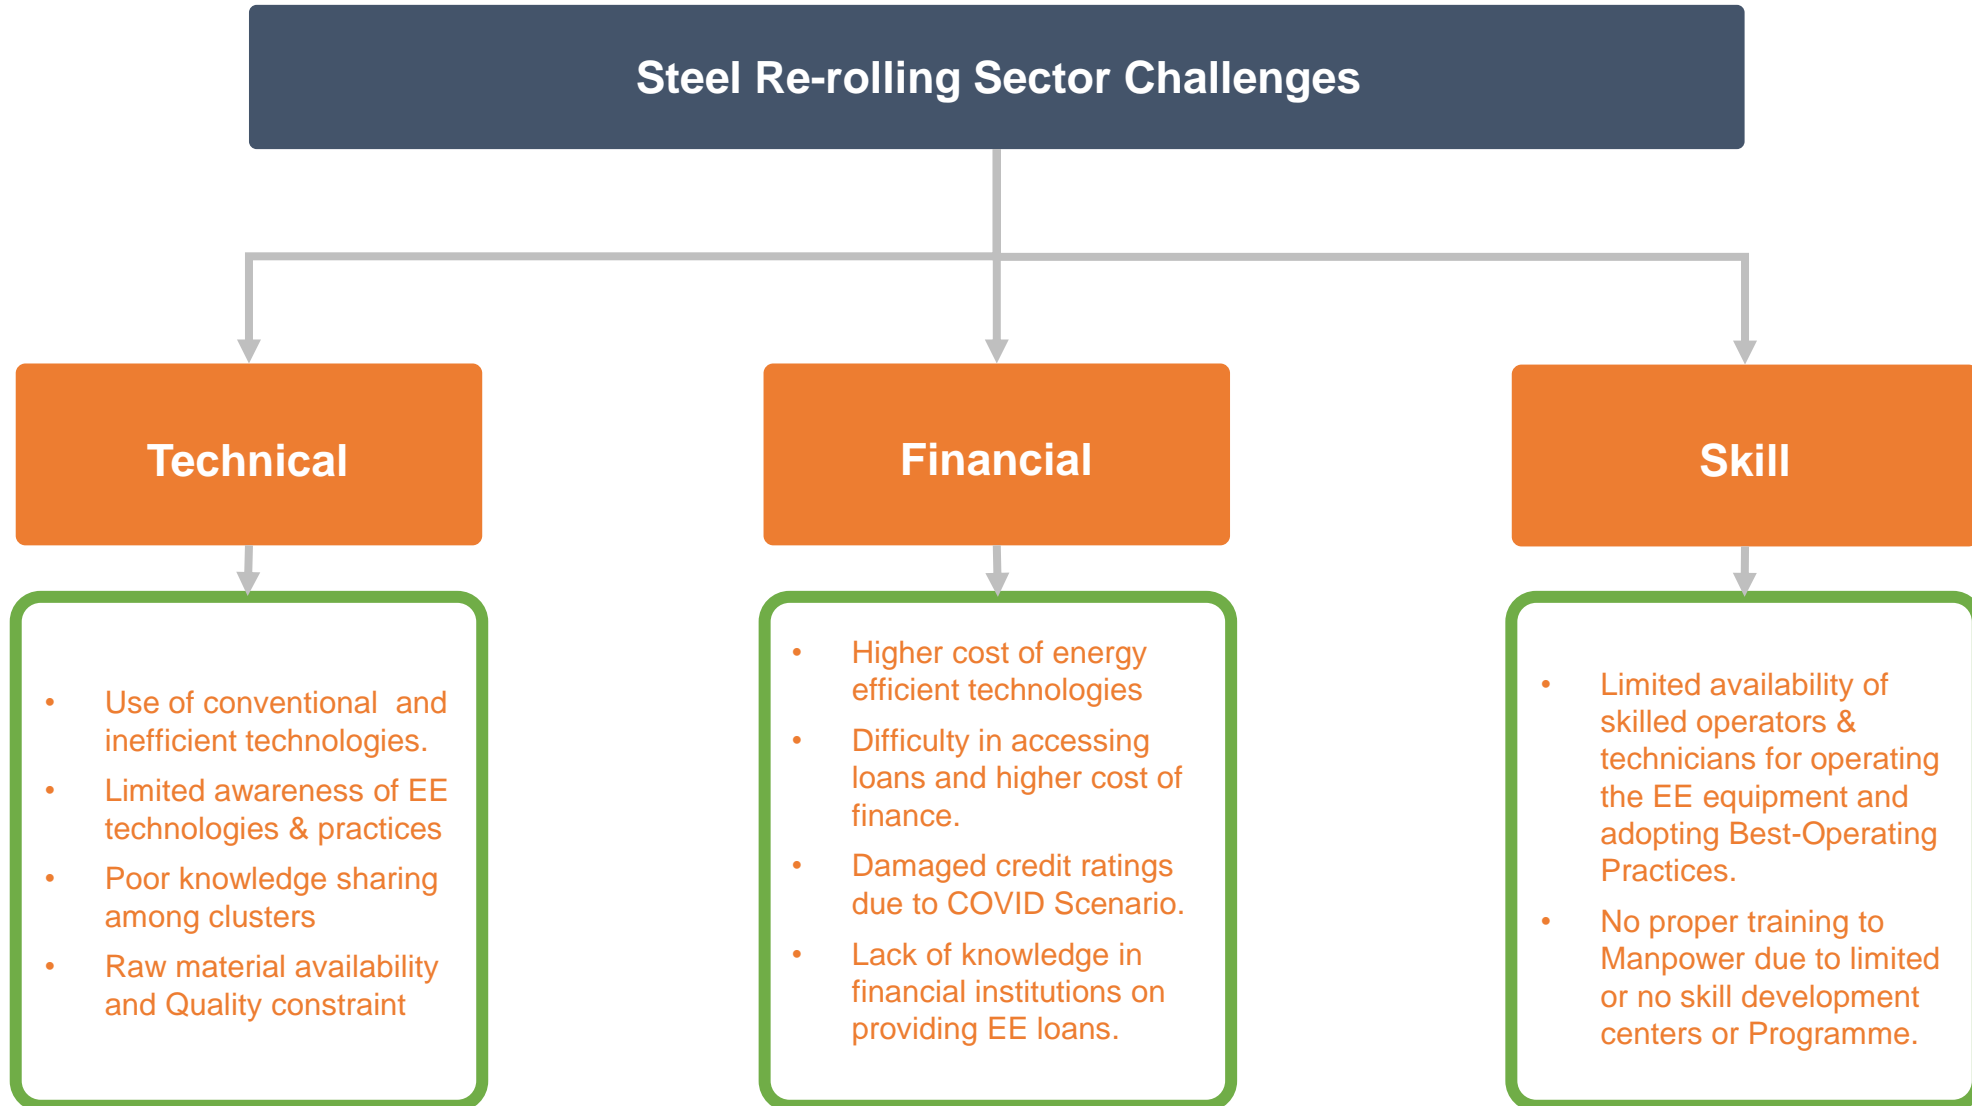 Steel Re-rolling Sector Challenges
Technical
• Use of conventional  and
inefficient technologies.
• Limited awareness of EE
technologies & practices
• Poor knowledge sharing
among clusters
• Raw material availability
and Quality constraint
Financial
• Higher cost of energy
efficient technologies
• Difficulty in accessing
loans and higher cost of
finance.
• Damaged credit ratings
due to COVID Scenario.
• Lack of knowledge in
financial institutions on
providing EE loans.
Skill
• Limited availability of
skilled operators &
technicians for operating
the EE equipment and
adopting Best-Operating
Practices.
• No proper training to
Manpower due to limited
or no skill development
centers or Programme.